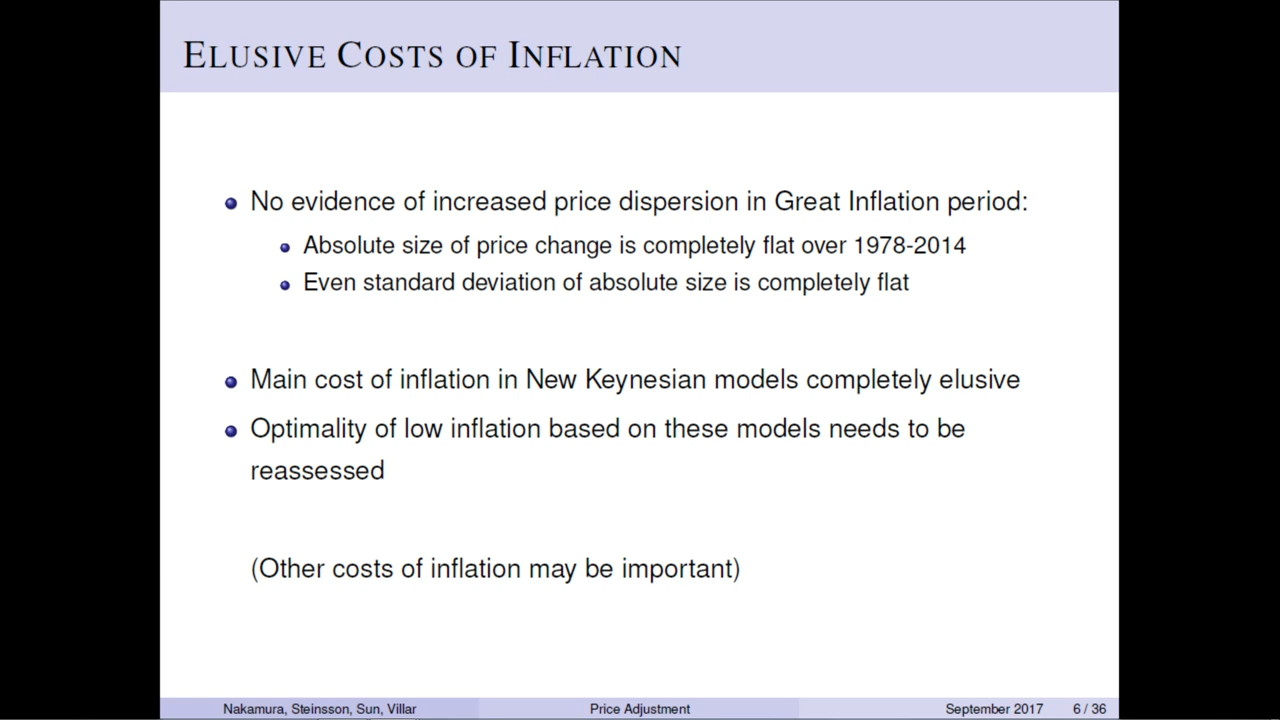 ELUSIVE COSTS OF INFLATION
No evidence of increased price dispersion in Great Inflation period:
Absolute size of price change is completely flat over 1978-2014
Even standard deviation of absolute size is completely flat
Main cost of inflation in New Keynesian models completely elusive
Optimality of low inflation based on these models needs to be
reassessed
(Other costs of inflation may be important)
Nakamura, Steinsson, Sun, Villar Price Adjustment September 2017 6 / 36